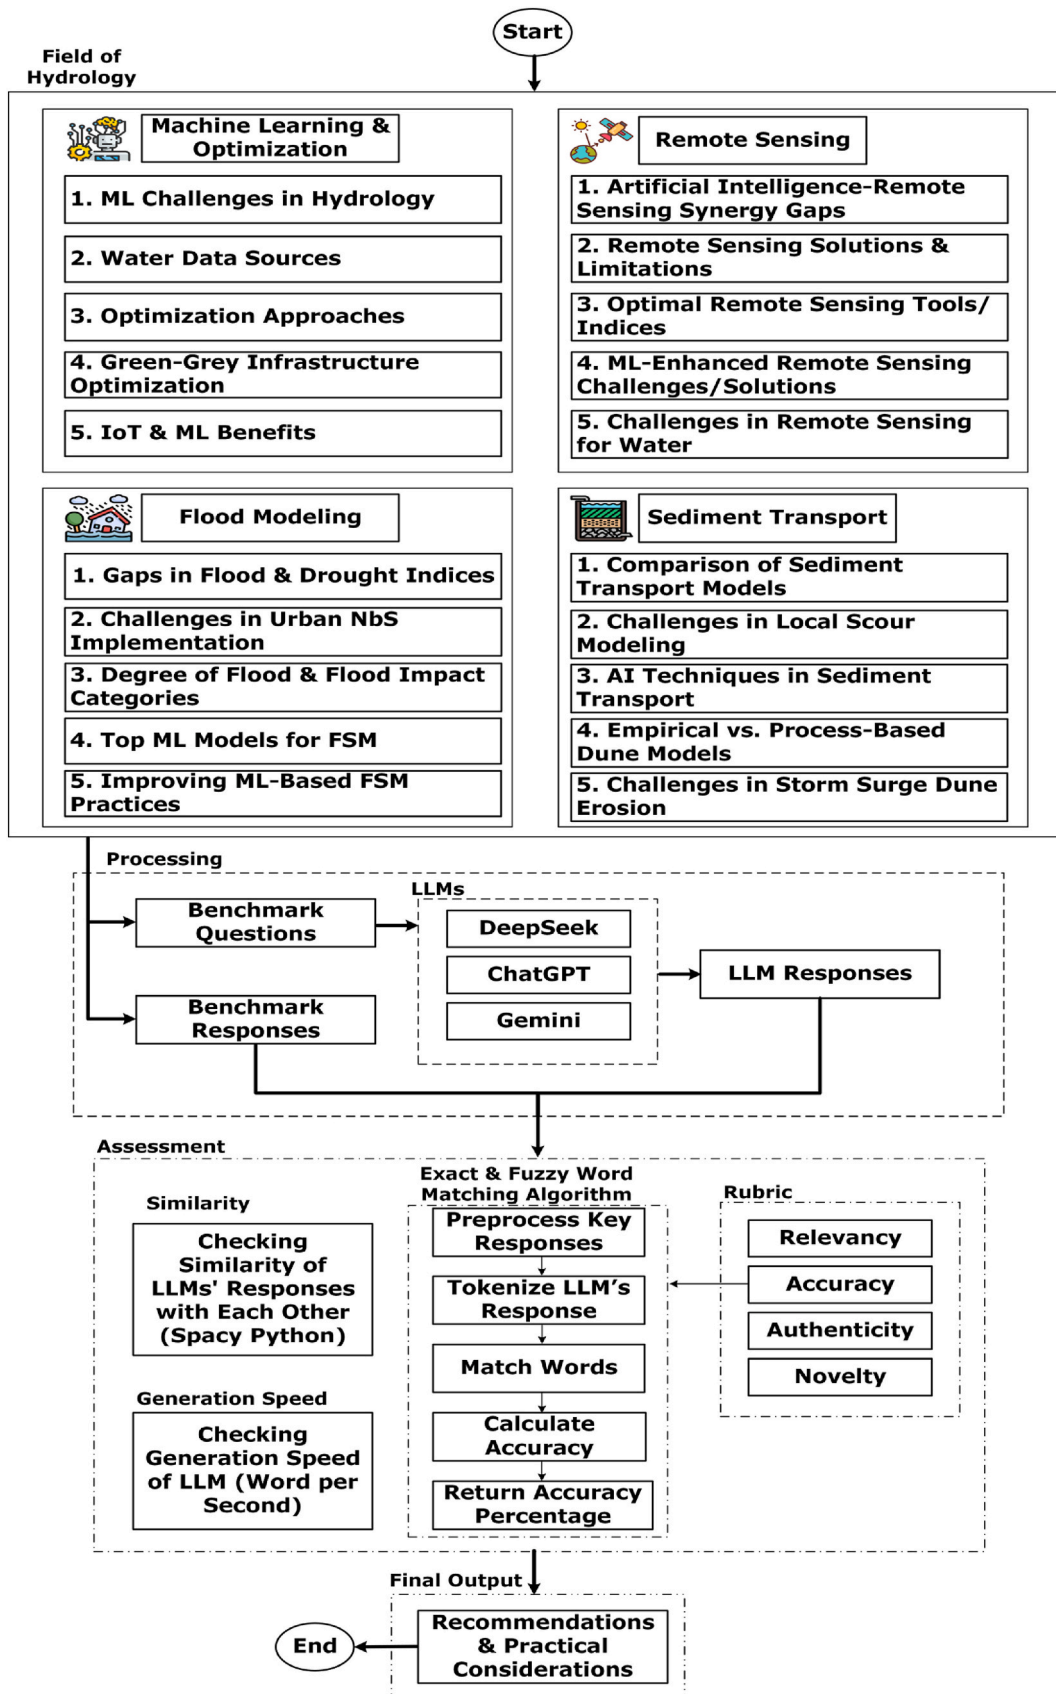 Start
Field of
Hydrology
Machine Learning &
Optimization
1. ML Challenges in Hydrology
2. Water Data Sources
3. Optimization Approaches
4. Green-Grey Infrastructure
Optimization
5. IoT & ML Benefits
Remote Sensing
1. Artificial Intelligence-Remote
Sensing Synergy Gaps
2. Remote Sensing Solutions &
Limitations
3. Optimal Remote Sensing Tools/
Indices
4. ML-Enhanced Remote Sensing
Challenges/Solutions
5. Challenges in Remote Sensing
for Water
Flood Modeling
1. Gaps in Flood & Drought Indices
2. Challenges in Urban NbS
Implementation
3. Degree of Flood & Flood Impact
Categories
4. Top ML Models for FSM
5. Improving ML-Based FSM
Practices
Sediment Transport
1. Comparison of Sediment
Transport Models
2. Challenges in Local Scour
Modeling
3. AI Techniques in Sediment
Transport
4. Empirical vs. Process-Based
Dune Models
5. Challenges in Storm Surge Dune
Erosion
Processing
Benchmark
Questions
Benchmark
Responses
LLMs
DeepSeek
ChatGPT
Gemini
LLM Responses
Assessment
Similarity
Checking
Similarity of
LLMs' Responses
with Each Other
(Spacy Python)
Generation Speed
Checking
Generation Speed
of LLM (Word per
Second)
Exact & Fuzzy Word
Matching Algorithm
Preprocess Key
Responses
Tokenize LLM's
Response
Match Words
Calculate
Accuracy
Return Accuracy
Percentage
Rubric
Relevancy
Accuracy
Authenticity
Novelty
Final Output
Recommendations
& Practical
Considerations
End